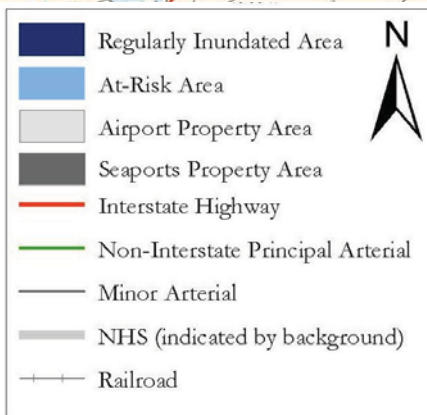 N
Regularly Inundated Area
At-Risk Area
Airport Property Area
Seaports Property Area
Interstate Highway
Non-Interstate Principal Arterial
Minor Arterial
NHS (indicated by background)
Railroad